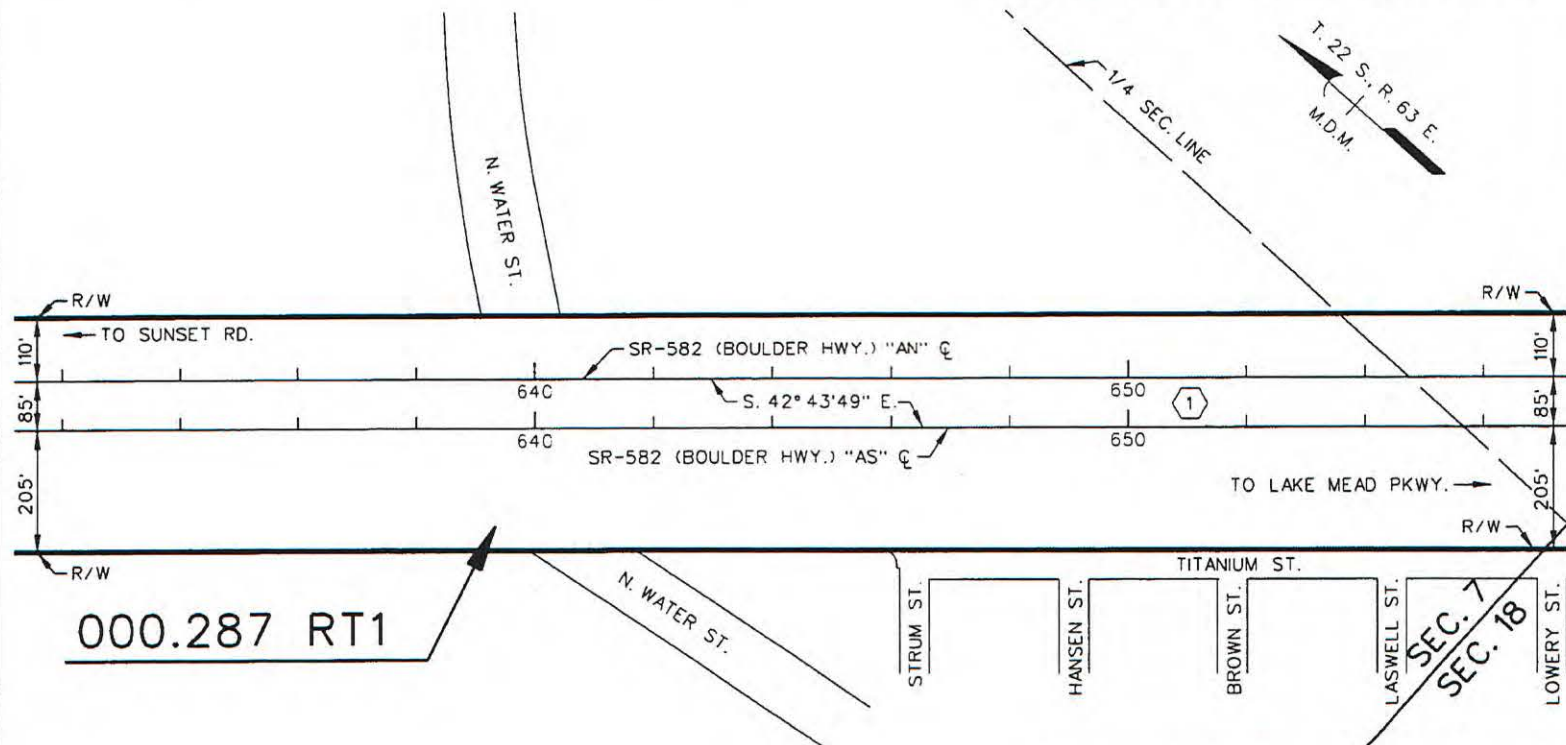 T. 22 S., R. 63 E.
M.D.M.
1/4 SEC. LINE
N. WATER ST.
R/W
R/W
TO SUNSET RD.
110'
110'
SR-582 (BOULDER HWY.) "AN" ℄
640
650
1
85'
85'
S. 42° 43'49" E.
640
650
SR-582 (BOULDER HWY.) "AS" ℄
TO LAKE MEAD PKWY.
205'
205'
R/W
R/W
TITANIUM ST.
000.287 RT1
N. WATER ST.
STRUM ST.
HANSEN ST.
BROWN ST.
LASWELL ST.
LOWERY ST.
SEC. 7
SEC. 18